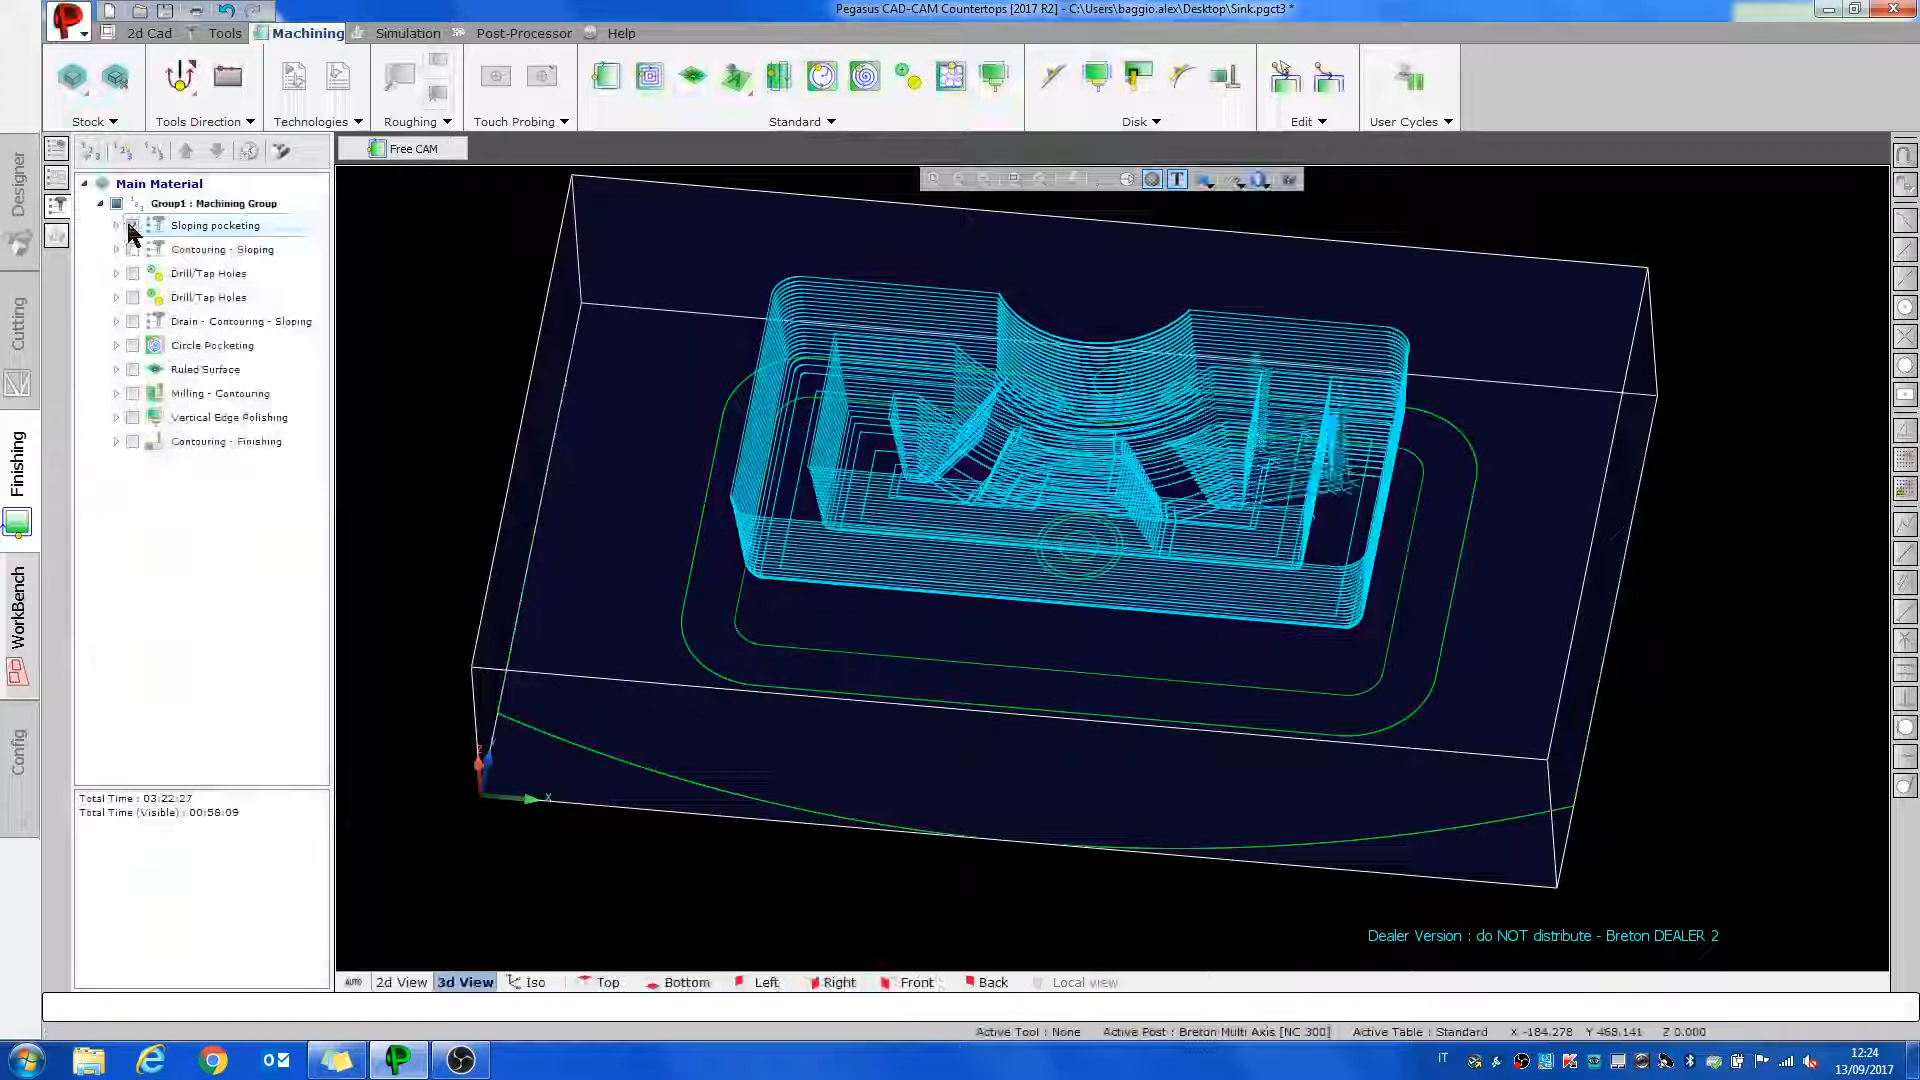 Pegasus CAD-CAM Countertops [2017 R2] - C:\Users\baggio.alex\Desktop\Sink.pgct3 *
2d Cad Tools Machining Simulation Post-Processor Help
Stock Tools Direction Technologies Roughing Touch Probing Standard Disk Edit User Cycles
Free CAM
Designer
Cutting
Finishing
WorkBench
Config
Main Material
Group1 : Machining Group
Sloping pocketing
Contouring - Sloping
Drill/Tap Holes
Drill/Tap Holes
Drain - Contouring - Sloping
Circle Pocketing
Ruled Surface
Milling - Contouring
Vertical Edge Polishing
Contouring - Finishing
Total Time : 03:22:27
Total Time (Visible) : 00:58:09
Z
X
Dealer Version : do NOT distribute - Breton DEALER 2
AUTO 2d View 3d View Iso Top Bottom Left Right Front Back Local view
Active Tool : None Active Post : Breton Multi Axis [NC 300] Active Table : Standard X -184.278 Y 468.141 Z 0.000
IT
12:24
13/09/2017